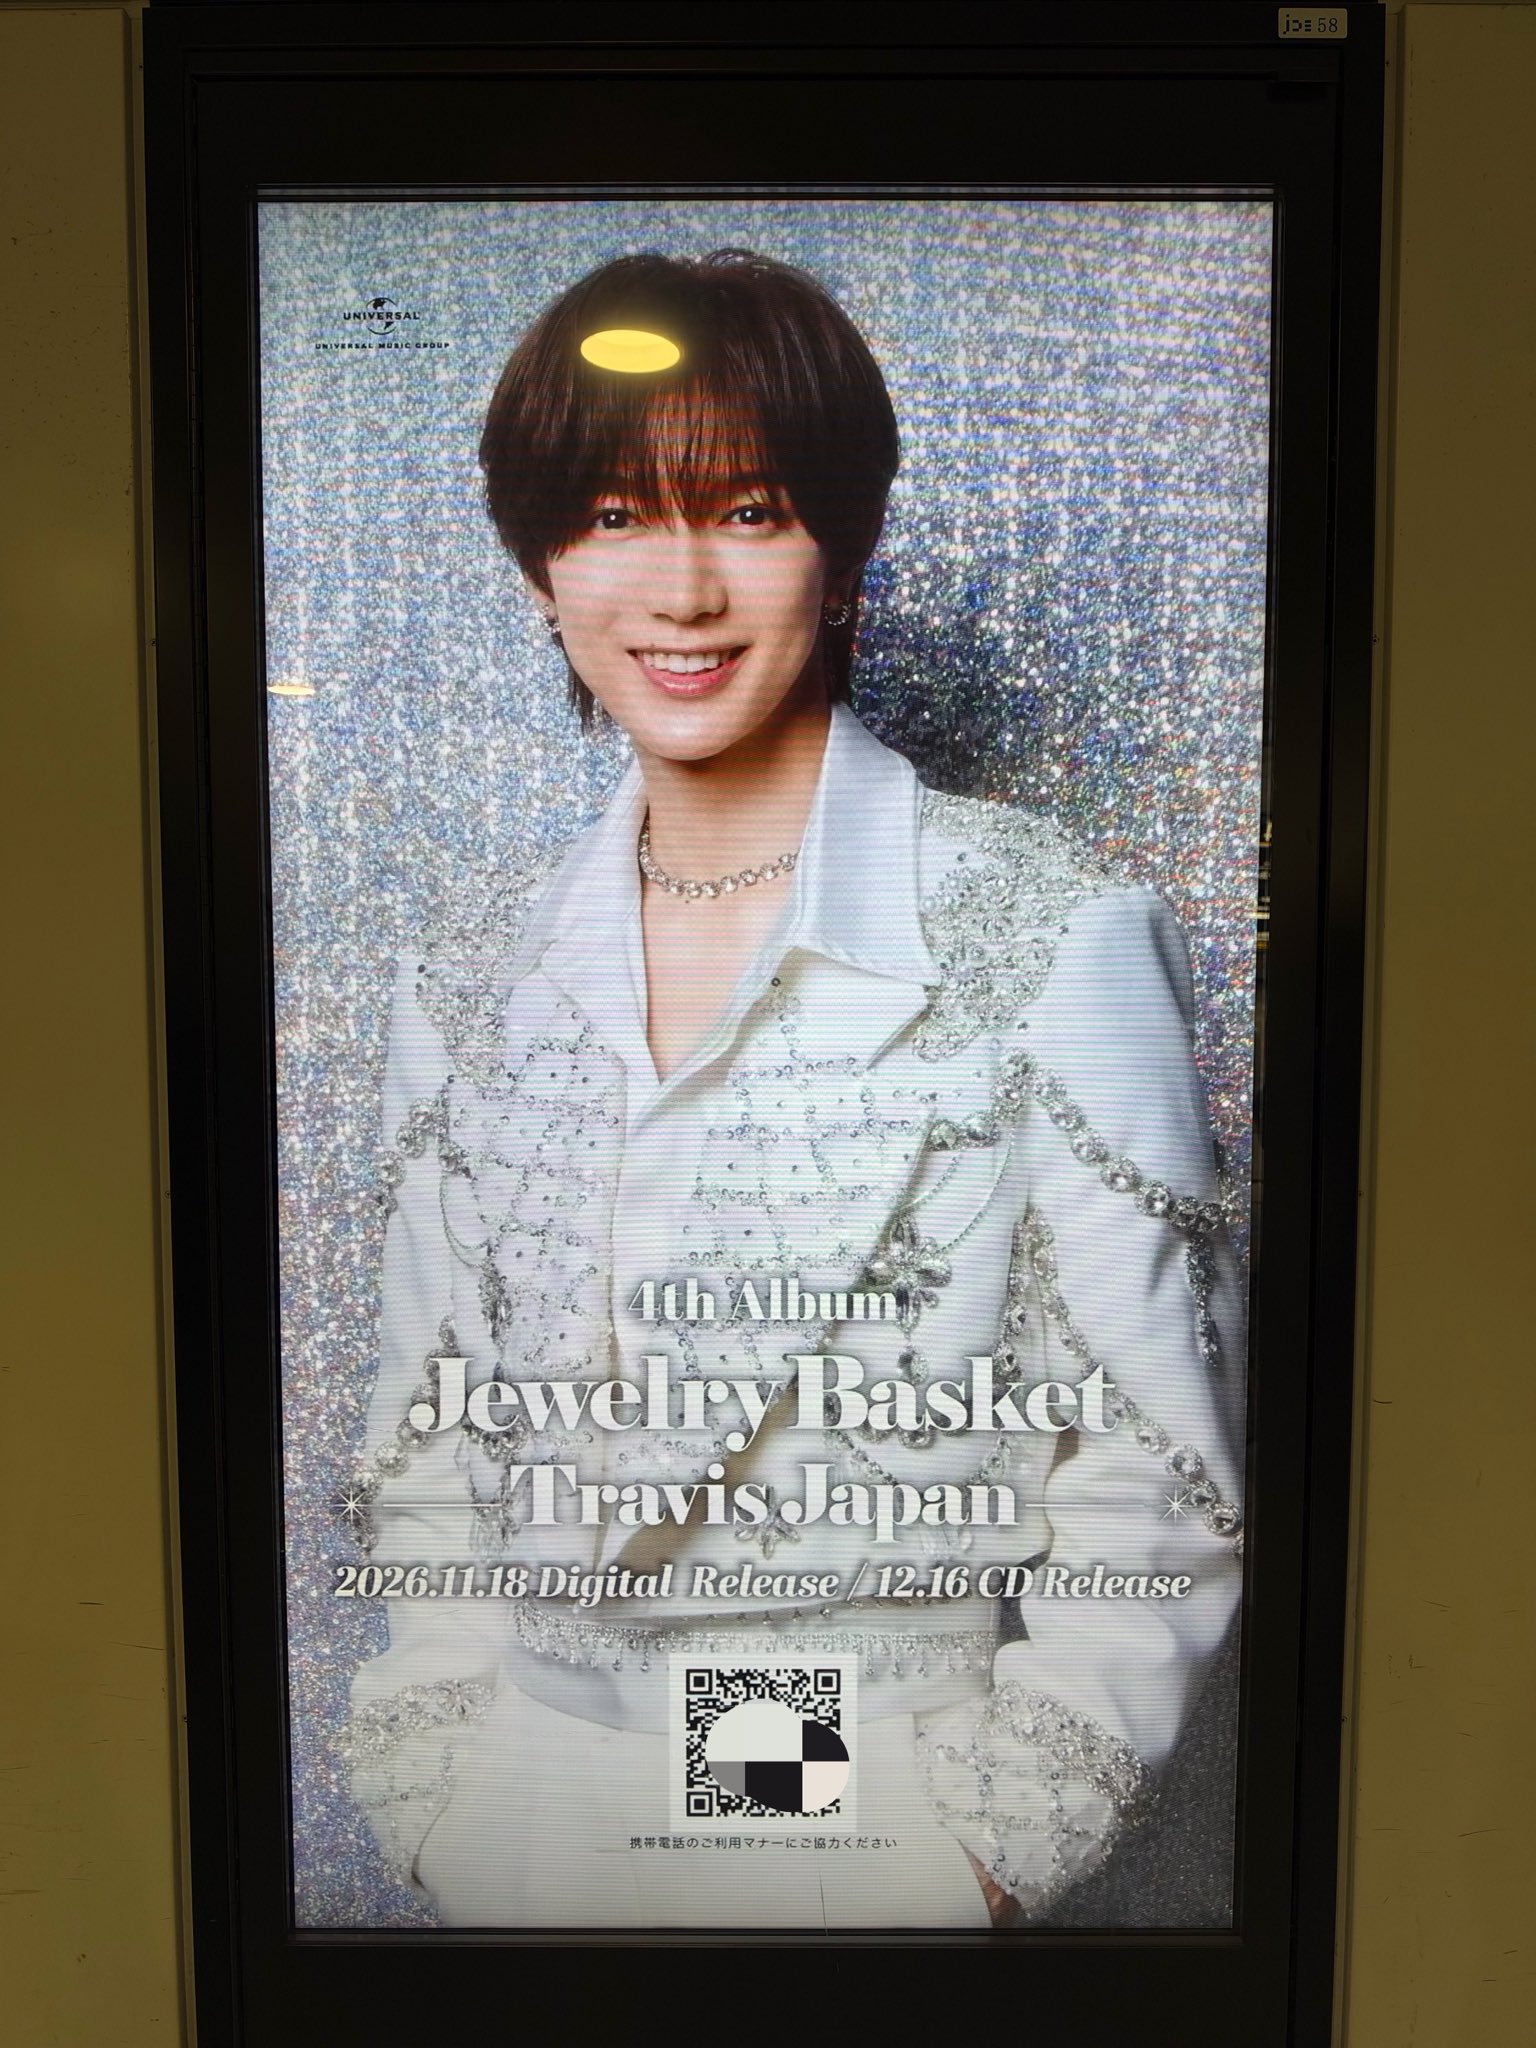 jɔe 58
UNIVERSAL
UNIVERSAL MUSIC GROUP
4th Album
Jewelry Basket
Travis Japan
2026.11.18 Digital Release / 12.16 CD Release
携帯電話のご利用マナーにご協力ください